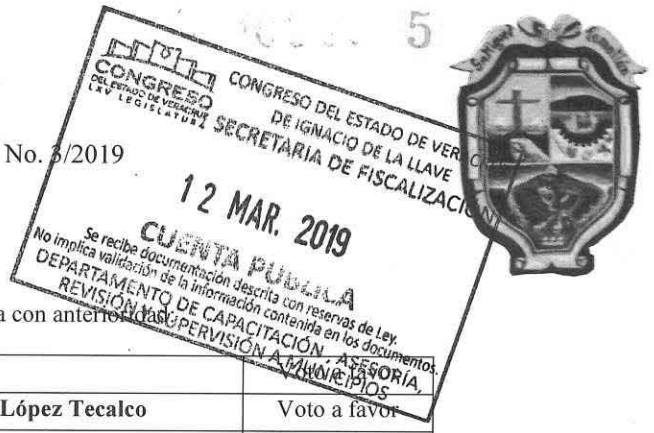 5
CONGRESO
DEL ESTADO DE VERACRUZ
LXV LEGISLATURA
CONGRESO DEL ESTADO DE VERACRUZ
DE IGNACIO DE LA LLAVE
SECRETARIA DE FISCALIZACIÓN
No. 3/2019
12 MAR. 2019
CUENTA PUBLICA
Se recibe documentación descrita con reservas de Ley.
No implica validación de la información contenida en los documentos.
DEPARTAMENTO DE CAPACITACIÓN, ASESORÍA,
REVISIÓN Y SUPERVISIÓN A MUNICIPIOS
a con anterioridad:
López Tecalco Voto a favor